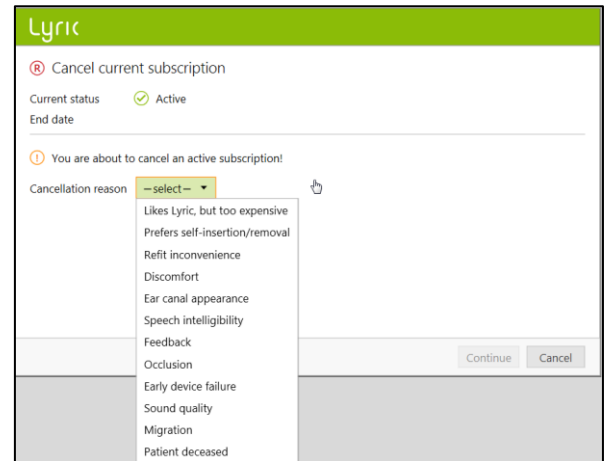 Lyric
R Cancel current subscription
Current status Active
End date
! You are about to cancel an active subscription!
Cancellation reason –select–
Likes Lyric, but too expensive
Prefers self-insertion/removal
Refit inconvenience
Discomfort
Ear canal appearance
Speech intelligibility
Feedback
Continue Cancel
Occlusion
Early device failure
Sound quality
Migration
Patient deceased